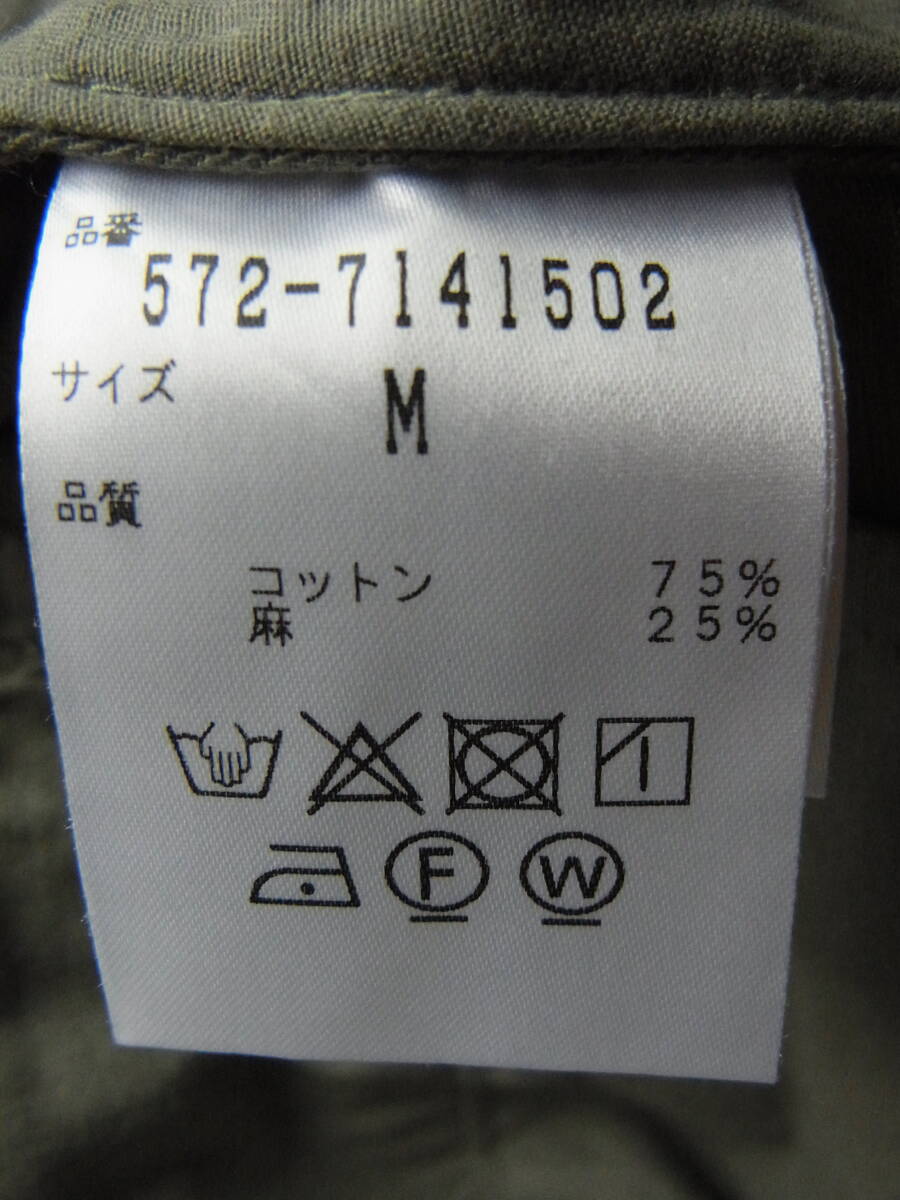 品番
572-7141502
サイズ M
品質
コットン 75%
麻 25%
F W